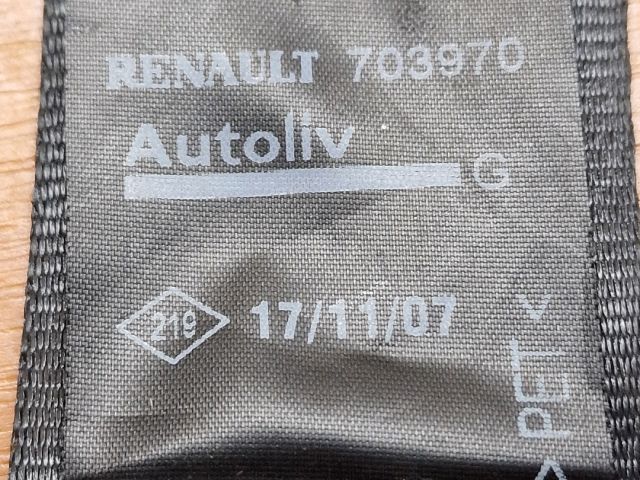 RENAULT 703970
Autoliv
G
219 17/11/07
>PET<